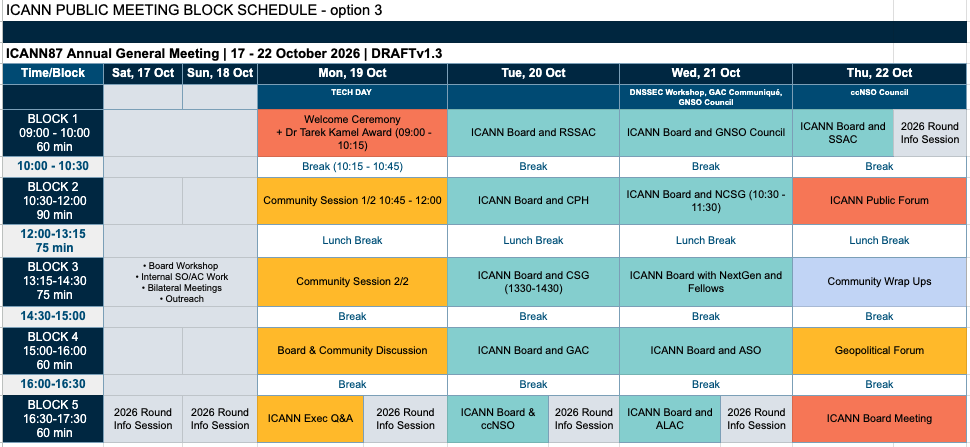 ICANN PUBLIC MEETING BLOCK SCHEDULE - option 3
ICANN87 Annual General Meeting | 17 - 22 October 2026 | DRAFTv1.3
Time/Block
Sat, 17 Oct
Sun, 18 Oct
Mon, 19 Oct
Tue, 20 Oct
Wed, 21 Oct
Thu, 22 Oct
TECH DAY
DNSSEC Workshop, GAC Communiqué,
GNSO Council
ccNSO Council
BLOCK 1
09:00 - 10:00
60 min
Welcome Ceremony
+ Dr Tarek Kamel Award (09:00 -
10:15)
ICANN Board and RSSAC
ICANN Board and GNSO Council
ICANN Board and
SSAC
2026 Round
Info Session
10:00 - 10:30
Break (10:15 - 10:45)
Break
Break
Break
BLOCK 2
10:30-12:00
90 min
Community Session 1/2 10:45 - 12:00
ICANN Board and CPH
ICANN Board and NCSG (10:30 -
11:30)
ICANN Public Forum
12:00-13:15
75 min
Lunch Break
Lunch Break
Lunch Break
Lunch Break
BLOCK 3
13:15-14:30
75 min
• Board Workshop
• Internal SO/AC Work
• Bilateral Meetings
• Outreach
Community Session 2/2
ICANN Board and CSG
(1330-1430)
ICANN Board with NextGen and
Fellows
Community Wrap Ups
14:30-15:00
Break
Break
Break
Break
BLOCK 4
15:00-16:00
60 min
Board & Community Discussion
ICANN Board and GAC
ICANN Board and ASO
Geopolitical Forum
16:00-16:30
Break
Break
Break
Break
BLOCK 5
16:30-17:30
60 min
2026 Round
Info Session
2026 Round
Info Session
ICANN Exec Q&A
2026 Round
Info Session
ICANN Board &
ccNSO
2026 Round
Info Session
ICANN Board and
ALAC
2026 Round
Info Session
ICANN Board Meeting